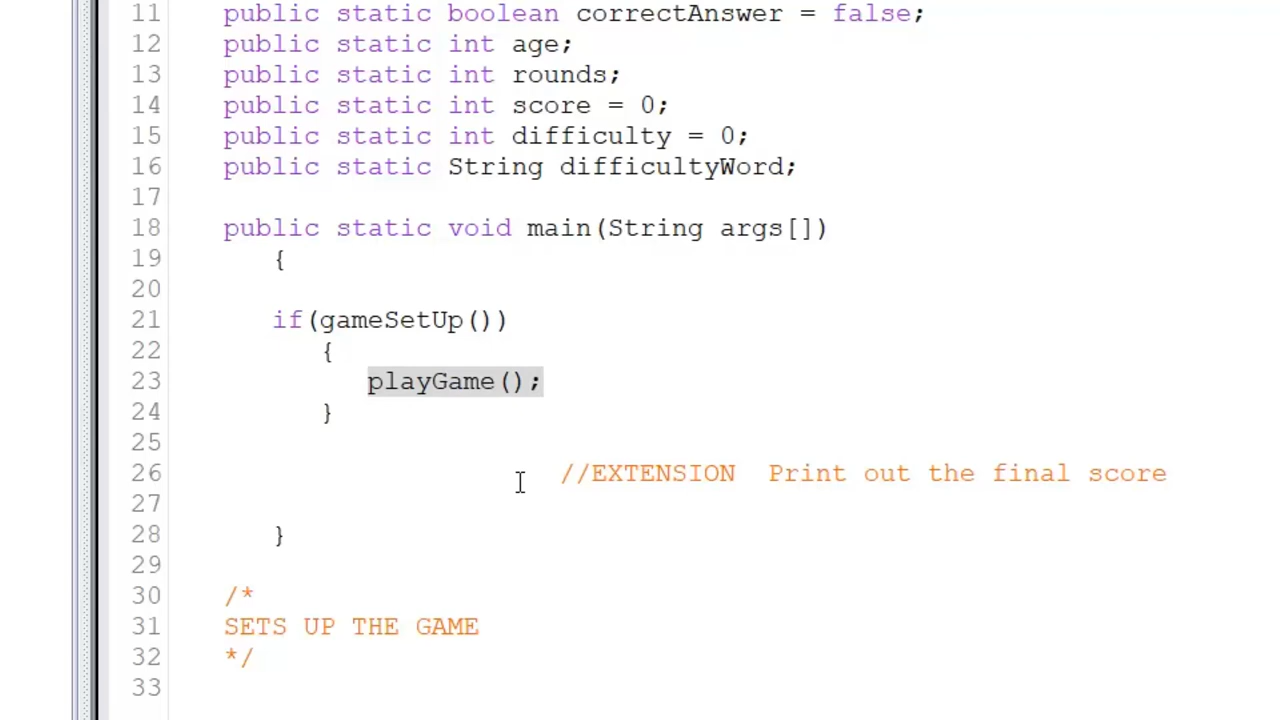 11 public static boolean correctAnswer = false;
12 public static int age;
13 public static int rounds;
14 public static int score = 0;
15 public static int difficulty = 0;
16 public static String difficultyWord;
17
18 public static void main(String args[])
19 {
20
21 if(gameSetUp())
22 {
23 playGame();
24 }
25
26 //EXTENSION  Print out the final score
27
28 }
29
30 /*
31 SETS UP THE GAME
32 */
33